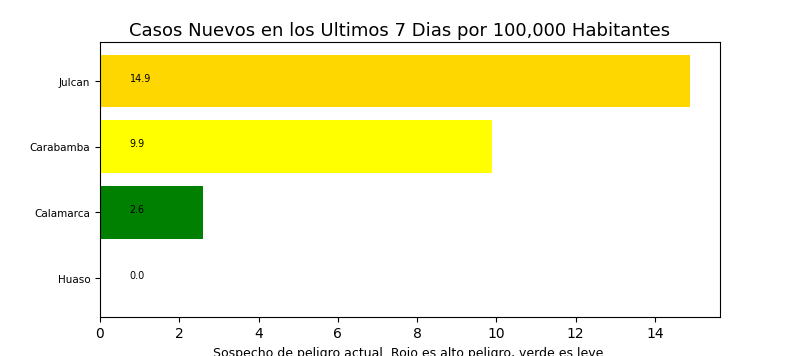 Casos Nuevos en los Ultimos 7 Dias por 100,000 Habitantes
Julcan
14.9
Carabamba
9.9
Calamarca
2.6
Huaso
0.0
0 2 4 6 8 10 12 14
Sospecho de peligro actual. Rojo es alto peligro, verde es leve